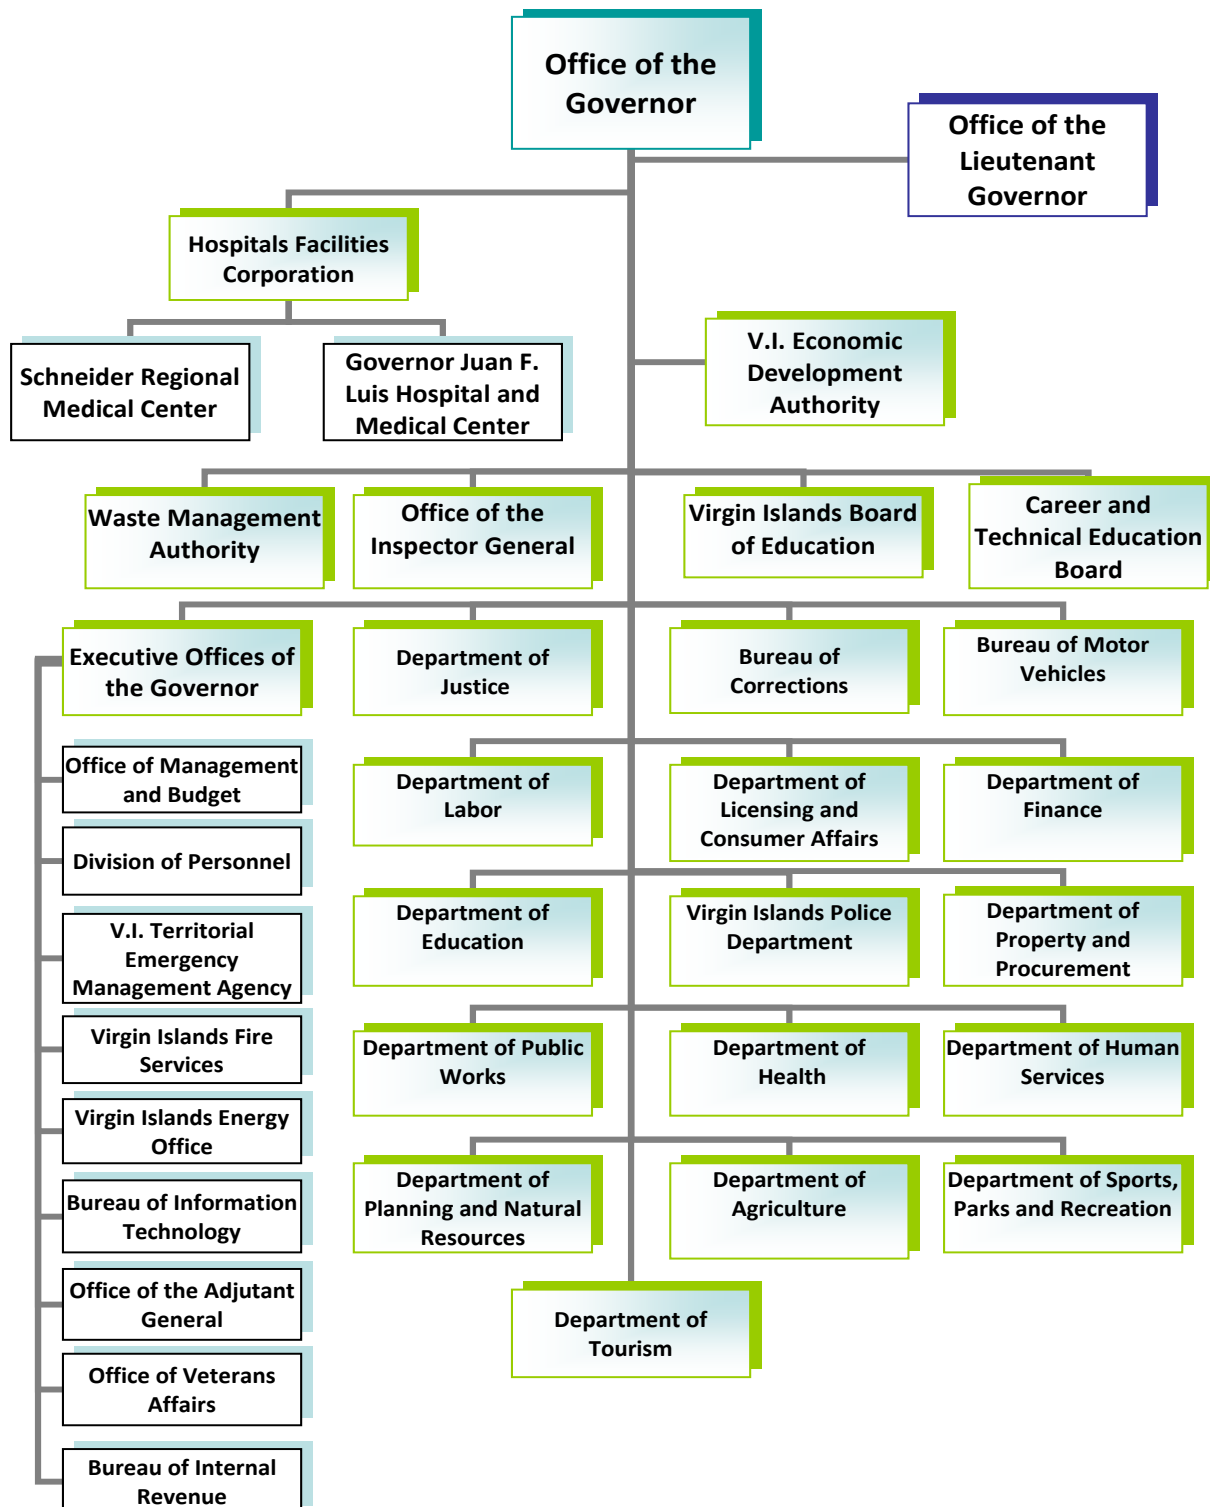 Office of the
Governor
Office of the
Lieutenant
Governor
Hospitals Facilities
Corporation
Schneider Regional
Medical Center
Governor Juan F.
Luis Hospital and
Medical Center
V.I. Economic
Development
Authority
Waste Management
Authority
Office of the
Inspector General
Virgin Islands Board
of Education
Career and
Technical Education
Board
Executive Offices of
the Governor
Department of
Justice
Bureau of
Corrections
Bureau of Motor
Vehicles
Office of Management
and Budget
Division of Personnel
V.I. Territorial
Emergency
Management Agency
Virgin Islands Fire
Services
Virgin Islands Energy
Office
Bureau of Information
Technology
Office of the Adjutant
General
Office of Veterans
Affairs
Bureau of Internal
Revenue
Department of
Labor
Department of
Licensing and
Consumer Affairs
Department of
Finance
Department of
Education
Virgin Islands Police
Department
Department of
Property and
Procurement
Department of Public
Works
Department of
Health
Department of Human
Services
Department of
Planning and Natural
Resources
Department of
Agriculture
Department of Sports,
Parks and Recreation
Department of
Tourism